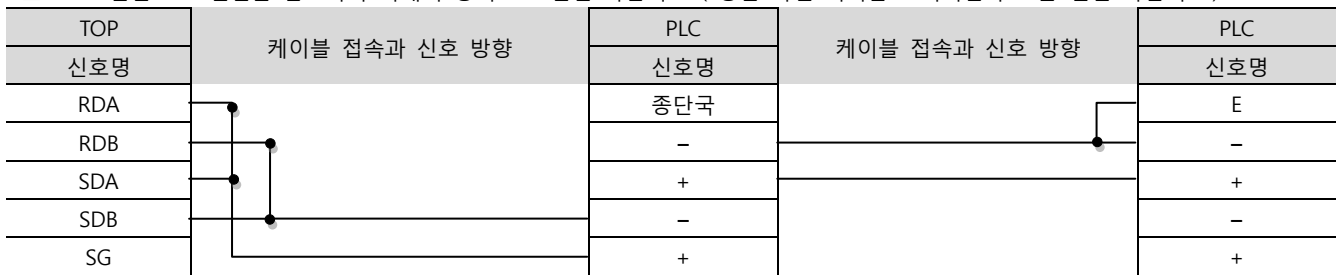 TOP 케이블 접속과 신호 방향 PLC 케이블 접속과 신호 방향 PLC
신호명 신호명 신호명
RDA 종단국 E
RDB – –
SDA + +
SDB – –
SG + +